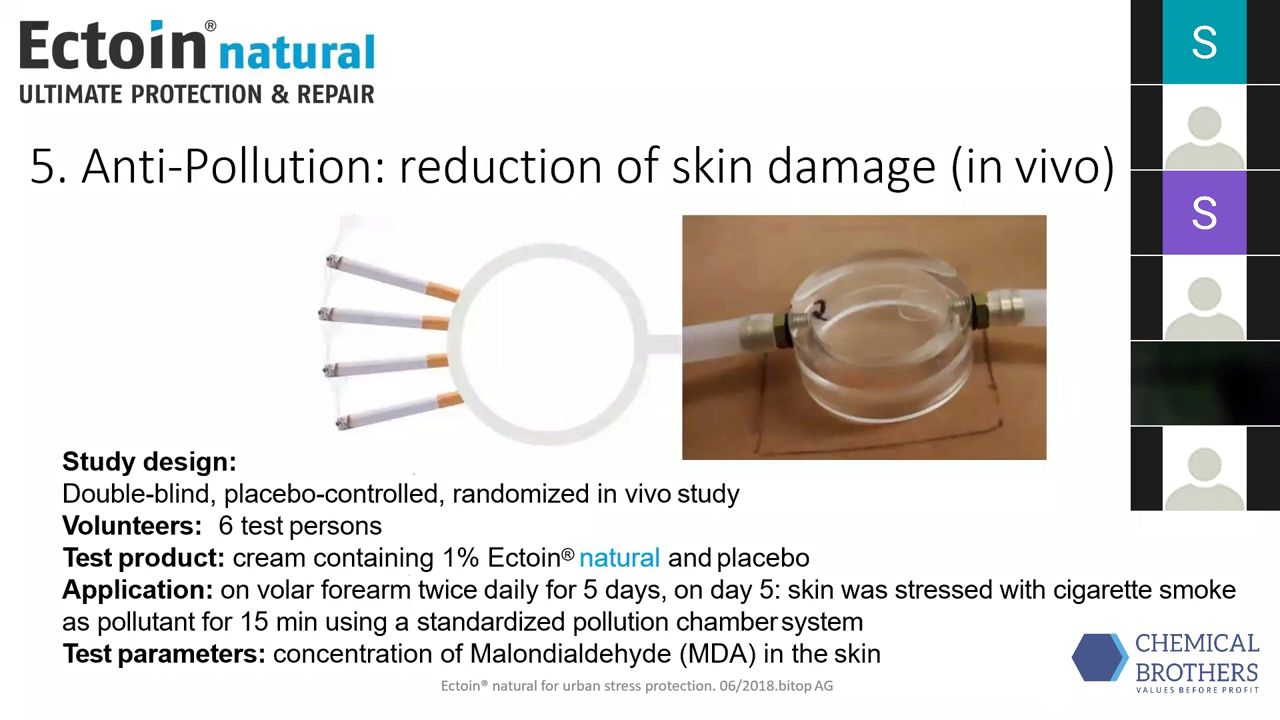 Ectoin® natural
ULTIMATE PROTECTION & REPAIR
S
5. Anti-Pollution: reduction of skin damage (in vivo)
S
Study design:
Double-blind, placebo-controlled, randomized in vivo study
Volunteers: 6 test persons
Test product: cream containing 1% Ectoin® natural and placebo
Application: on volar forearm twice daily for 5 days, on day 5: skin was stressed with cigarette smoke
as pollutant for 15 min using a standardized pollution chamber system
Test parameters: concentration of Malondialdehyde (MDA) in the skin
Ectoin® natural for urban stress protection. 06/2018.bitop AG
CHEMICAL
BROTHERS
VALUES BEFORE PROFIT